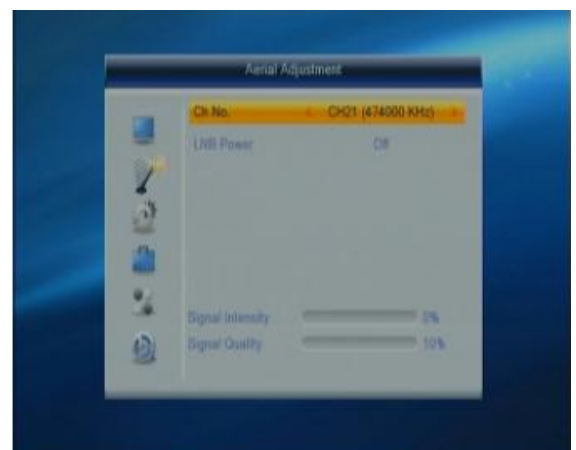 Aerial Adjustment
Ch No. CH21 (474000 KHz)
LNB Power Off
Signal Intensity 0%
Signal Quality 10%